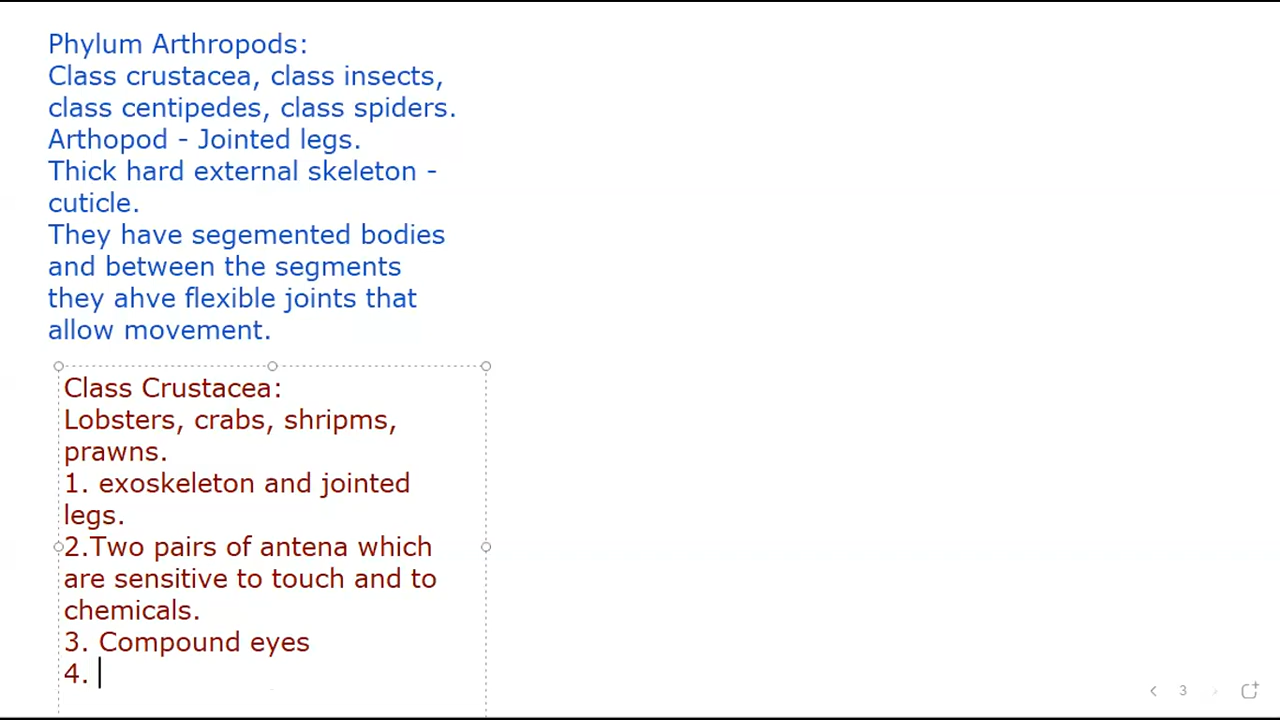 Phylum Arthropods:
Class crustacea, class insects,
class centipedes, class spiders.
Arthopod - Jointed legs.
Thick hard external skeleton -
cuticle.
They have segemented bodies
and between the segments
they ahve flexible joints that
allow movement.
Class Crustacea:
Lobsters, crabs, shripms,
prawns.
1. exoskeleton and jointed
legs.
2.Two pairs of antena which
are sensitive to touch and to
chemicals.
3. Compound eyes
4.
3